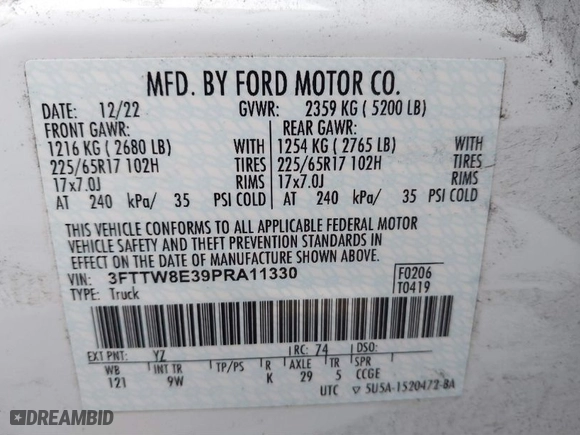 MFD. BY FORD MOTOR CO.
DATE: 12/22 GVWR: 2359 KG ( 5200 LB)
FRONT GAWR: REAR GAWR:
1216 KG ( 2680 LB) WITH 1254 KG ( 2765 LB) WITH
225/65R17 102H TIRES 225/65R17 102H TIRES
17x7.0J RIMS 17x7.0J RIMS
AT 240 kPa/ 35 PSI COLD AT 240 kPa/ 35 PSI COLD
THIS VEHICLE CONFORMS TO ALL APPLICABLE FEDERAL MOTOR
VEHICLE SAFETY AND THEFT PREVENTION STANDARDS IN
EFFECT ON THE DATE OF MANUFACTURE SHOWN ABOVE.
VIN: 3FTTW8E39PRA11330 F0206
TYPE: Truck T0419
EXT PNT: YZ RC: 74 DSO:
WB INT TR TP/PS R AXLE TR SPR
121 9W K 29 5 CCGE
UTC ▽ 5U5A-1520472-BA
DREAMBID